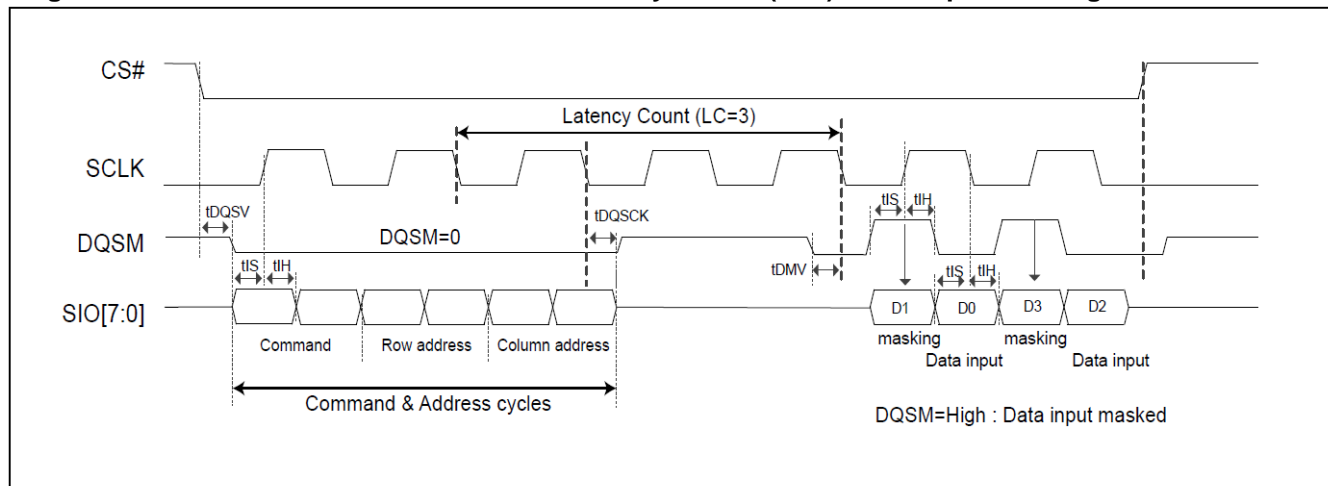 CS#
Latency Count (LC=3)
SCLK
tDQSV
tDQSCK
tIS
tIH
DQSM
DQSM=0
tIS
tIH
tDMV
tIS
tIH
SIO[7:0]
D1
D0
D3
D2
Command
Row address
Column address
masking
masking
Data input
Data input
Command & Address cycles
DQSM=High : Data input masked